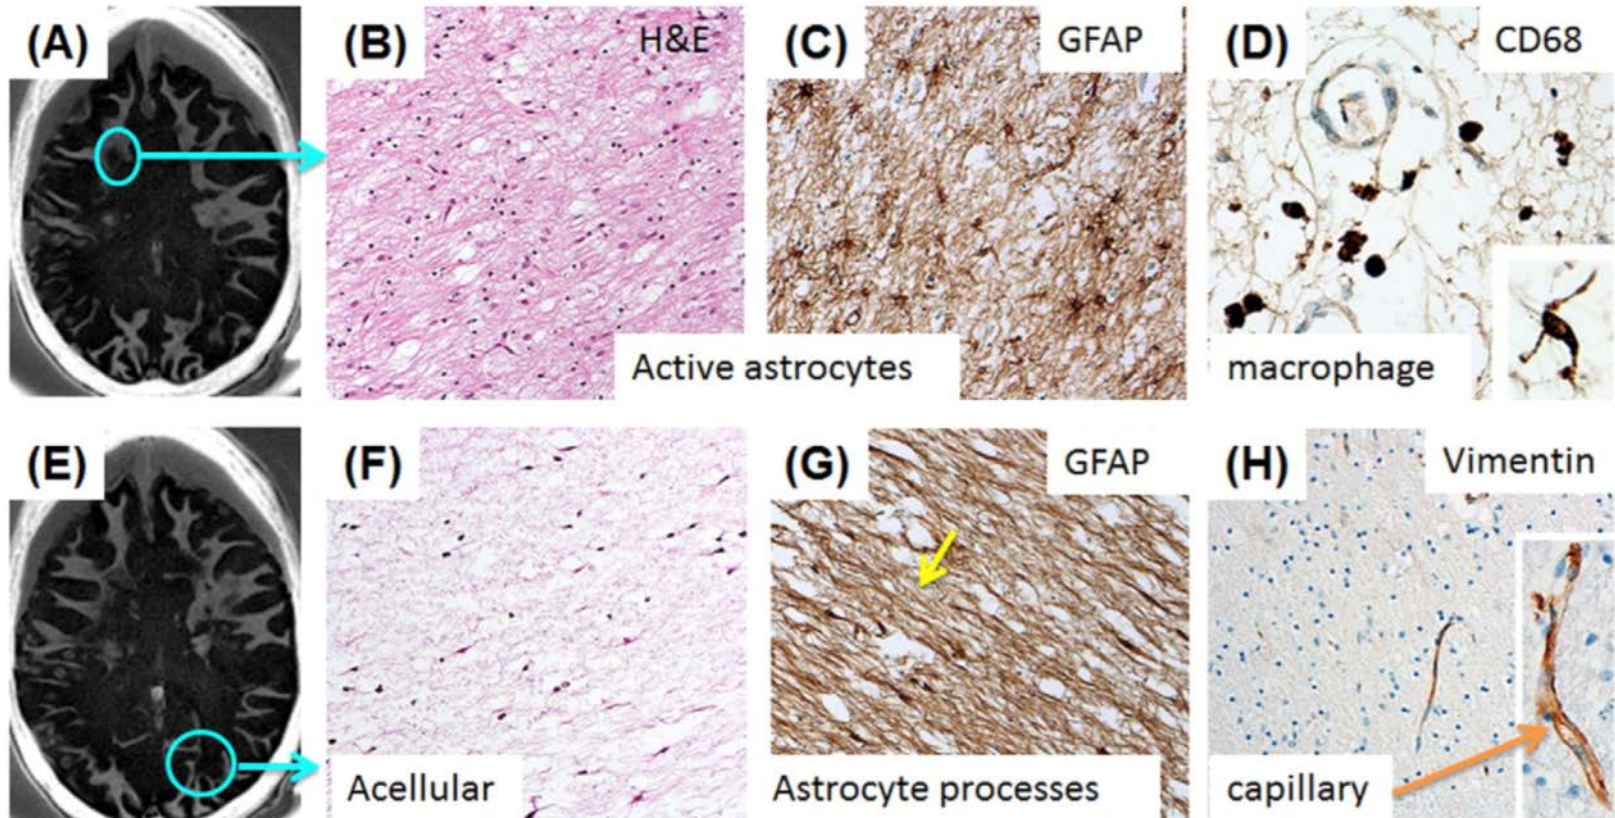 (A)
(B)
H&E
(C)
GFAP
(D)
CD68
Active astrocytes
macrophage
(E)
(F)
(G)
GFAP
(H)
Vimentin
Acellular
Astrocyte processes
capillary